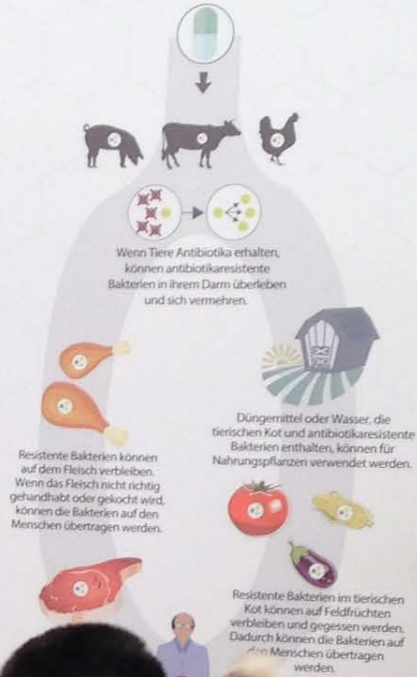 Wenn Tiere Antibiotika erhalten,
können antibiotikaresistente
Bakterien in ihrem Darm überleben
und sich vermehren.
Resistente Bakterien können
auf dem Fleisch verbleiben.
Wenn das Fleisch nicht richtig
gehandhabt oder gekocht wird,
können die Bakterien auf den
Menschen übertragen werden.
Düngermittel oder Wasser, die
tierischen Kot und antibiotikaresistente
Bakterien enthalten, können für
Nahrungspflanzen verwendet werden.
Resistente Bakterien im tierischen
Kot können auf Feldfrüchten
verbleiben und gegessen werden.
Dadurch können die Bakterien auf
den Menschen übertragen
werden.